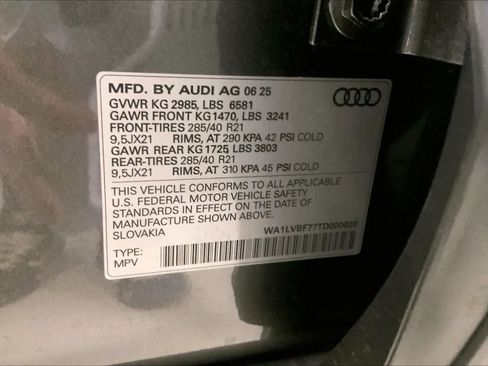 MFD. BY AUDI AG 06 25
GVWR KG 2985, LBS 6581
GAWR FRONT KG1470, LBS 3241
FRONT-TIRES 285/40 R21
9,5JX21 RIMS, AT 290 KPA 42 PSI COLD
GAWR REAR KG1725 LBS 3803
REAR-TIRES 285/40 R21
9,5JX21 RIMS, AT 310 KPA 45 PSI COLD
THIS VEHICLE CONFORMS TO ALL APPLICABLE
U.S. FEDERAL MOTOR VEHICLE SAFETY
STANDARDS IN EFFECT ON THE DATE OF
MANUFACTURE SHOWN ABOVE.
SLOVAKIA
WA1LVBF77TD000020
TYPE:
MPV